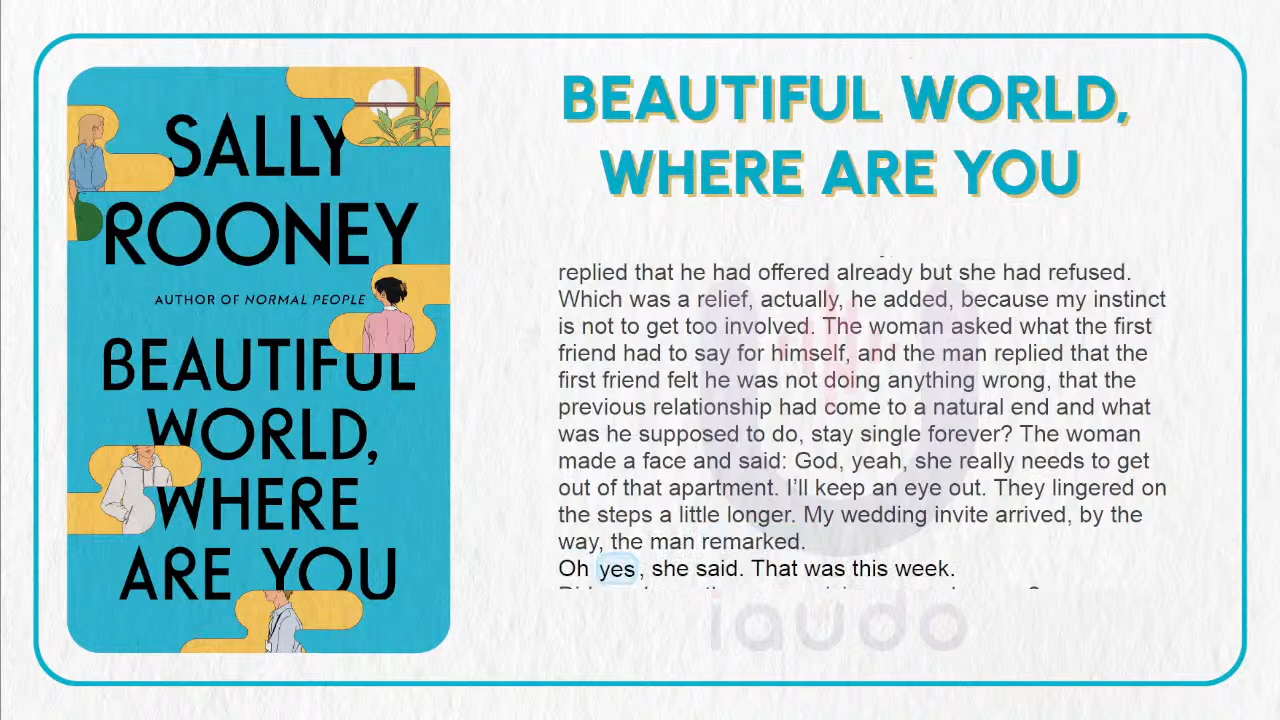 SALLY
ROONEY
AUTHOR OF NORMAL PEOPLE
BEAUTIFUL
WORLD,
WHERE
ARE YOU
BEAUTIFUL WORLD,
WHERE ARE YOU
replied that he had offered already but she had refused.
Which was a relief, actually, he added, because my instinct
is not to get too involved. The woman asked what the first
friend had to say for himself, and the man replied that the
first friend felt he was not doing anything wrong, that the
previous relationship had come to a natural end and what
was he supposed to do, stay single forever? The woman
made a face and said: God, yeah, she really needs to get
out of that apartment. I’ll keep an eye out. They lingered on
the steps a little longer. My wedding invite arrived, by the
way, the man remarked.
Oh yes, she said. That was this week.
iaudo